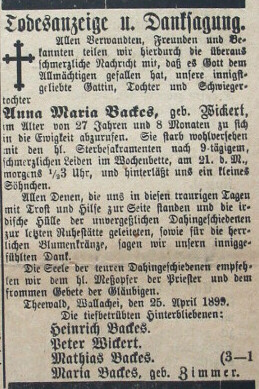 Todesanzeige u. Danksagung.
Allen Verwandten, Freunden und Be-
kannten teilen wir hierdurch die überaus
schmerzliche Nachricht mit, daß es Gott dem
Allmächtigen gefallen hat, unsere innigst-
geliebte Gattin, Tochter und Schwieger-
tochter
Anna Maria Backes, geb. Wickert,
im Alter von 27 Jahren und 8 Monaten zu sich
in die Ewigkeit abzurufen. Sie starb wohlversehen
mit den hl. Sterbesakramenten nach 9-tägigem,
schmerzlichen Leiden im Wochenbette, am 21. d. M.,
morgens ½3 Uhr, und hinterläßt uns ein kleines
Söhnchen.
Allen Denen, die uns in diesen traurigen Tagen
mit Trost und Hilfe zur Seite standen und die ir-
dische Hülle der unvergeßlichen Dahingeschiedenen
zur letzten Ruhestätte geleiteten, sowie für die herr-
lichen Blumenkränze, sagen wir unsern inniggge-
fühlten Dank.
Die Seele der teuren Dahingeschiedenen empfeh-
len wir dem hl. Meßopfer der Priester und dem
frommen Gebete der Gläubigen.
Theewald, Wallachei, den 25. April 1899.
Die tiefbetrübten Hinterbliebenen:
Heinrich Backes.
Peter Wickert.
Mathias Backes. (3—1
Maria Backes, geb. Zimmer.